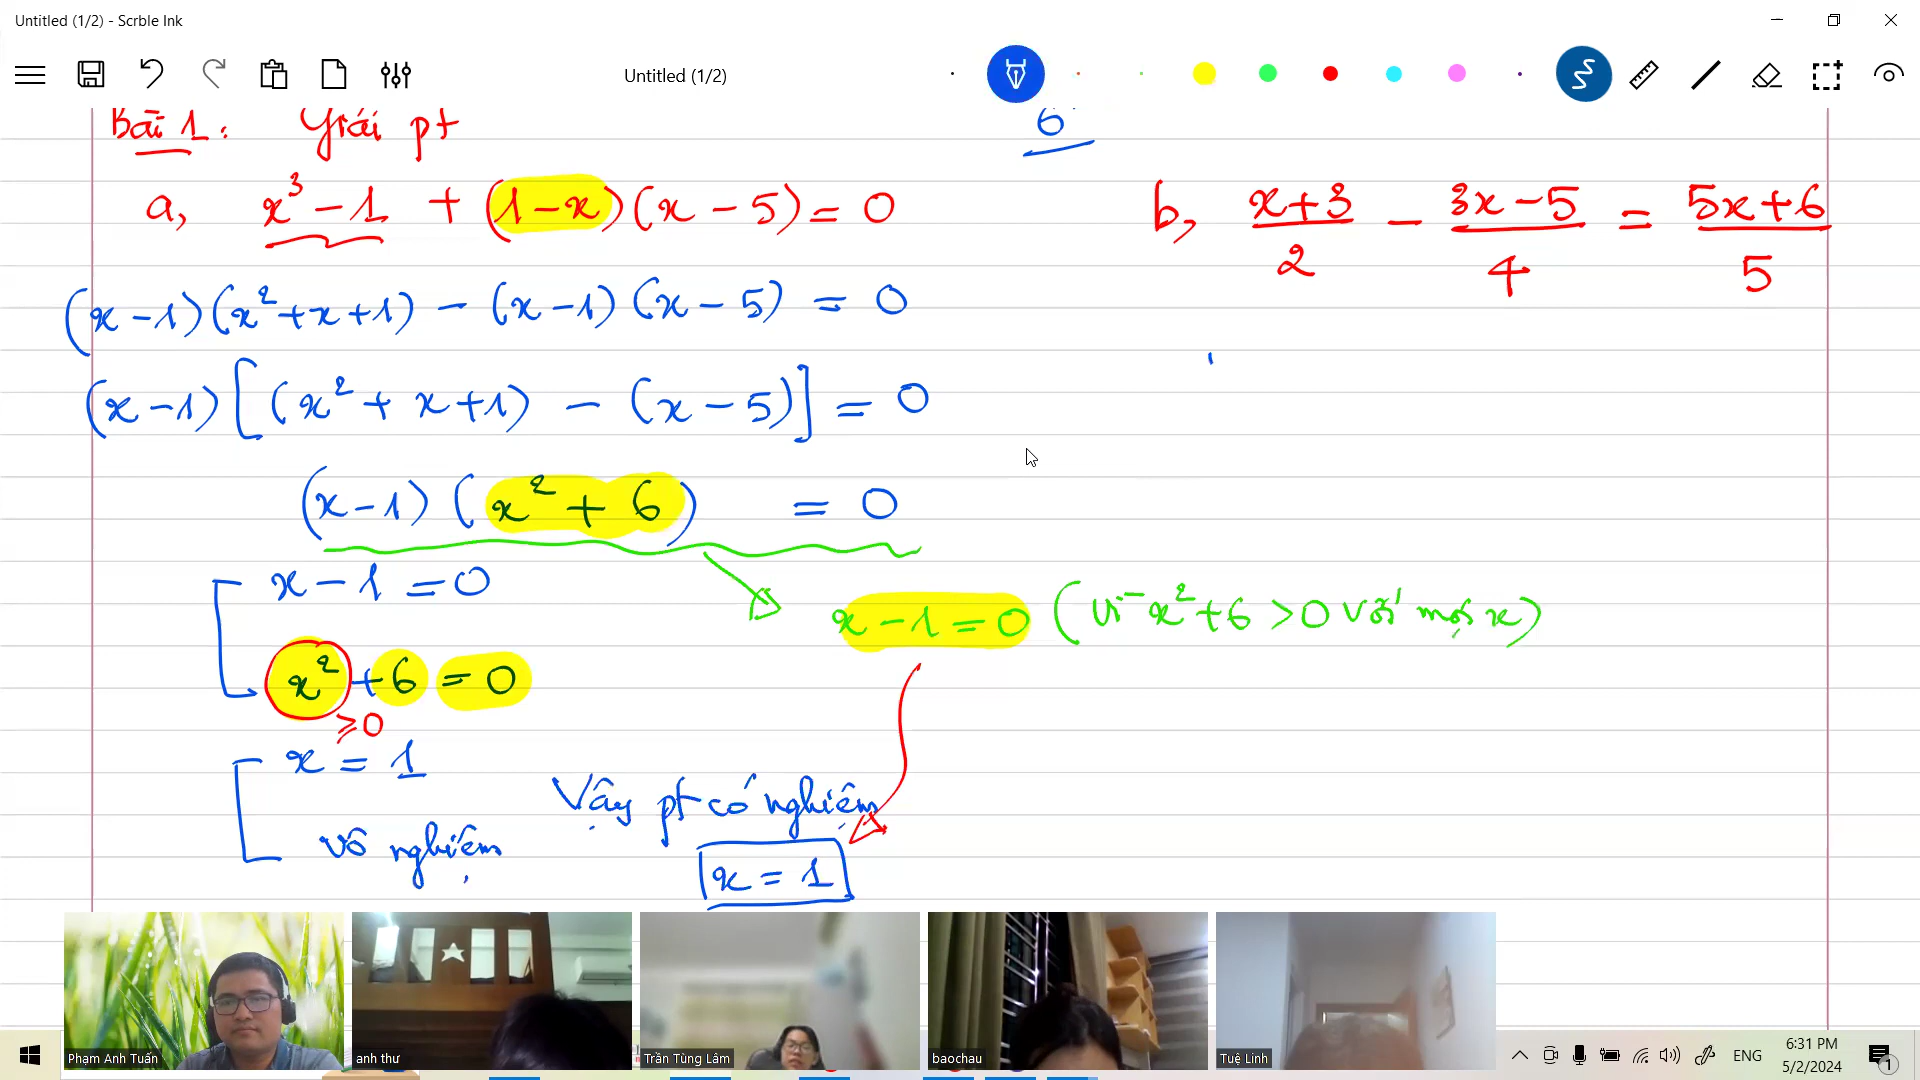 Untitled (1/2) - Scrble Ink
Untitled (1/2)
Bài 1: Giải pt
6
a, x³ - 1 + (1-x)(x - 5) = 0
b, x+3/2 - 3x-5/4 = 5x+6/5
(x-1)(x²+x+1) - (x-1)(x-5) = 0
(x-1)[(x²+x+1) - (x-5)] = 0
(x-1)(x²+6) = 0
x-1 = 0
x-1 = 0 (Vì x²+6 >0 với mọi x)
x²+6 = 0
≥0
x = 1
Vậy pt có nghiệm
vô nghiệm
x = 1
Phạm Anh Tuấn
anh thư
Trần Tùng Lâm
baochau
Tuệ Linh
ENG
6:31 PM
5/2/2024
1